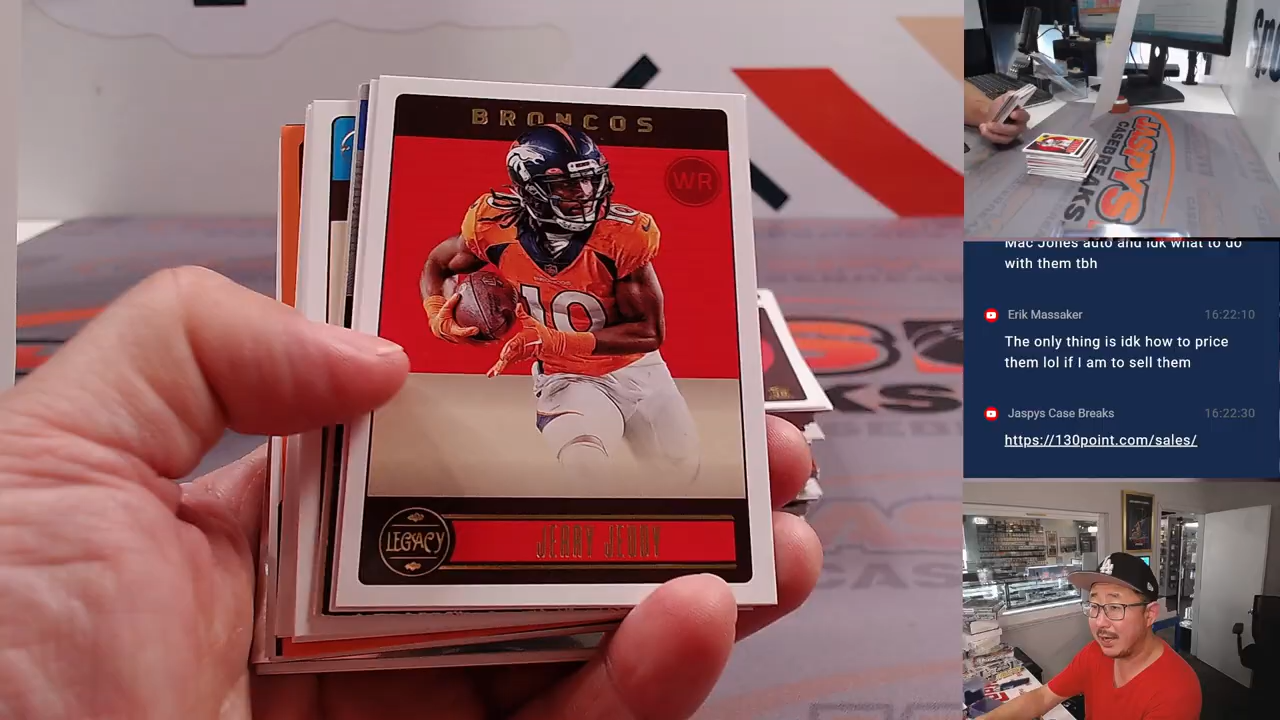 BRONCOS
WR
10
10
LEGACY
JERRY JEUDY
JASPYS
CASEBREAKS
Mac Jones auto and idk what to do
with them tbh
Erik Massaker 16:22:10
The only thing is idk how to price
them lol if I am to sell them
Jaspys Case Breaks 16:22:30
https://130point.com/sales/
LA